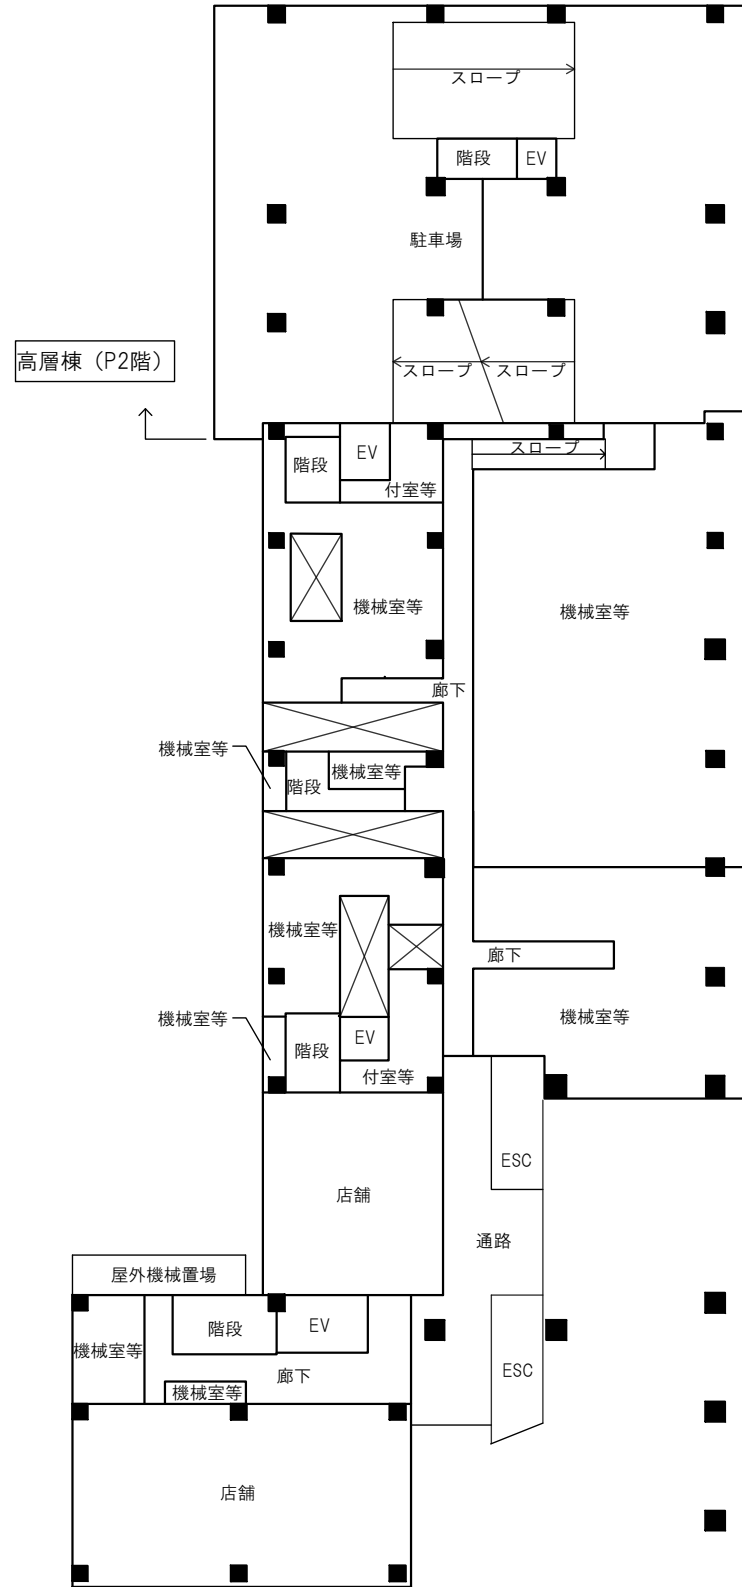 スロープ
階段
EV
駐車場
高層棟（P2階）
スロープ
スロープ
スロープ
EV
階段
付室等
機械室等
機械室等
廊下
機械室等
機械室等
階段
機械室等
廊下
機械室等
機械室等
階段
EV
付室等
ESC
店舗
通路
屋外機械置場
階段
EV
機械室等
廊下
ESC
機械室等
店舗